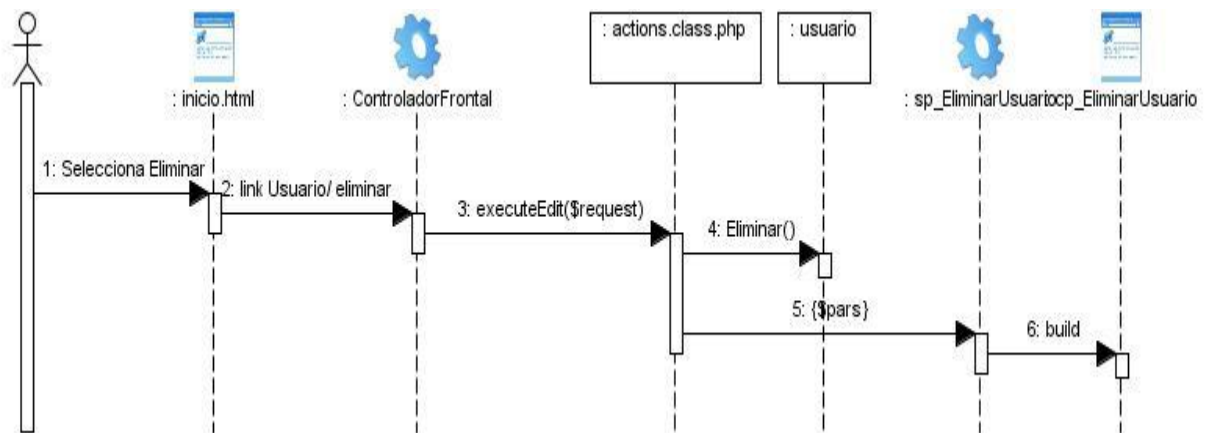 : actions.class.php
: usuario
: inicio.html
: ControladorFrontal
: sp_EliminarUsuario
cp_EliminarUsuario
1: Selecciona Eliminar
2: link Usuario/ eliminar
3: executeEdit($request)
4: Eliminar()
5: {$pars}
6: build